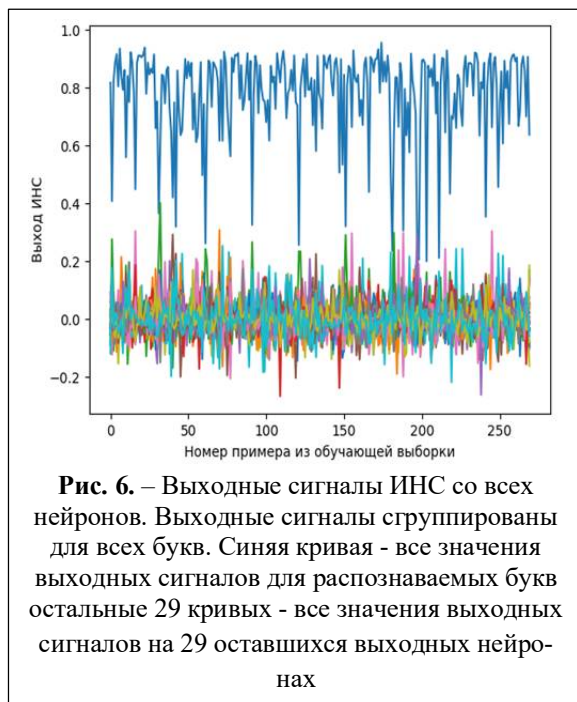 1.0
0.8
0.6
0.4
0.2
0.0
−0.2
Выход ИНС
0
50
100
150
200
250
Номер примера из обучающей выборки
Рис. 6. – Выходные сигналы ИНС со всех
нейронов. Выходные сигналы сгруппированы
для всех букв. Синяя кривая - все значения
выходных сигналов для распознаваемых букв
остальные 29 кривых - все значения выходных
сигналов на 29 оставшихся выходных нейро-
нах